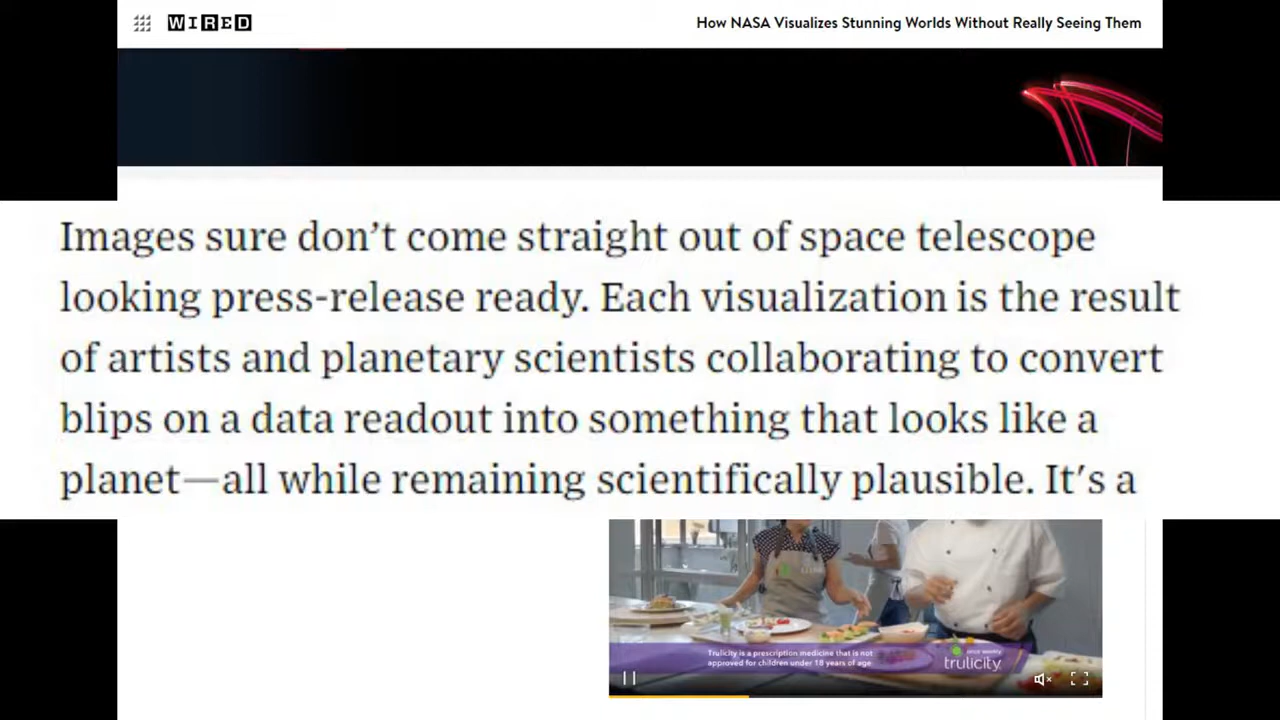 WIRED
How NASA Visualizes Stunning Worlds Without Really Seeing Them
Images sure don’t come straight out of space telescope
looking press-release ready. Each visualization is the result
of artists and planetary scientists collaborating to convert
blips on a data readout into something that looks like a
planet—all while remaining scientifically plausible. It's a
Trulicity is a prescription medicine that is not
approved for children under 18 years of age
once weekly
trulicity